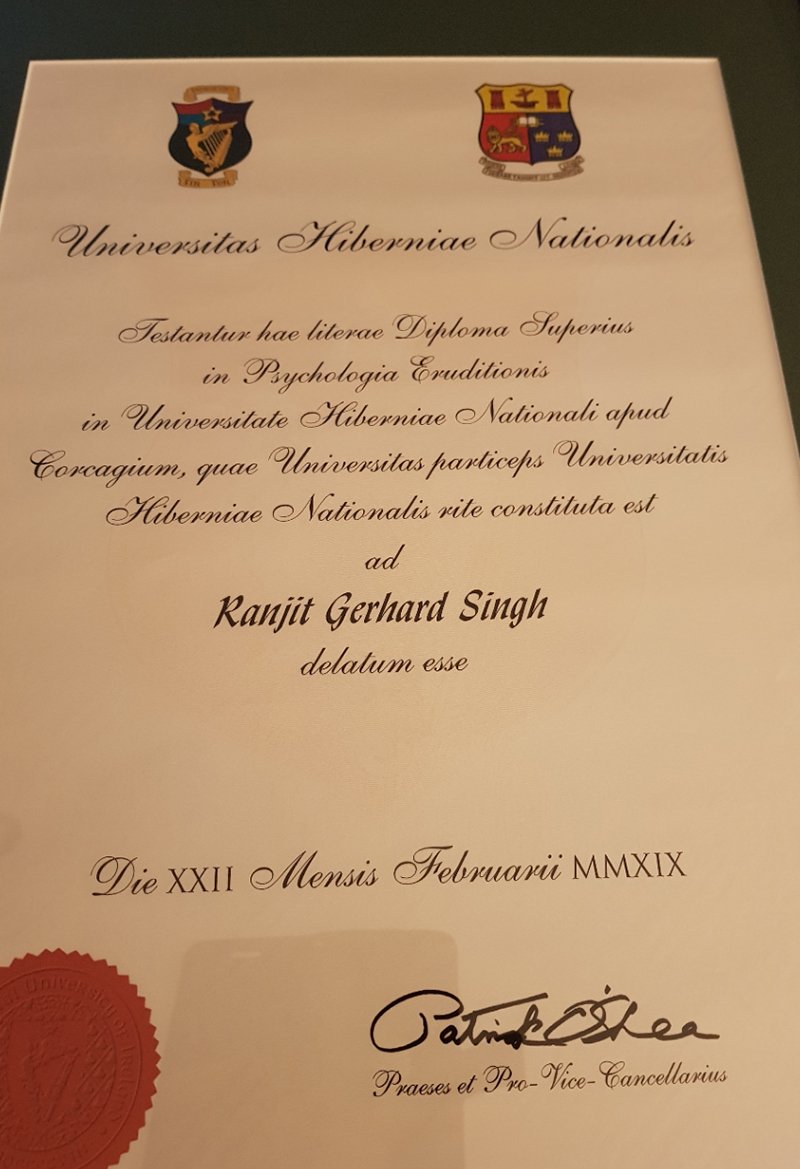 Universitas Hiberniae Nationalis
Testantur hae literae Diploma Superius
in Psychologia Eruditionis
in Universitate Hiberniae Nationali apud
Corcagium, quae Universitas particeps Universitatis
Hiberniae Nationalis rite constituta est
ad
Ranjit Gerhard Singh
delatum esse
Die XXII Mensis Februarii MMXIX
Patrick O'Shea
Praeses et Pro-Vice-Cancellarius